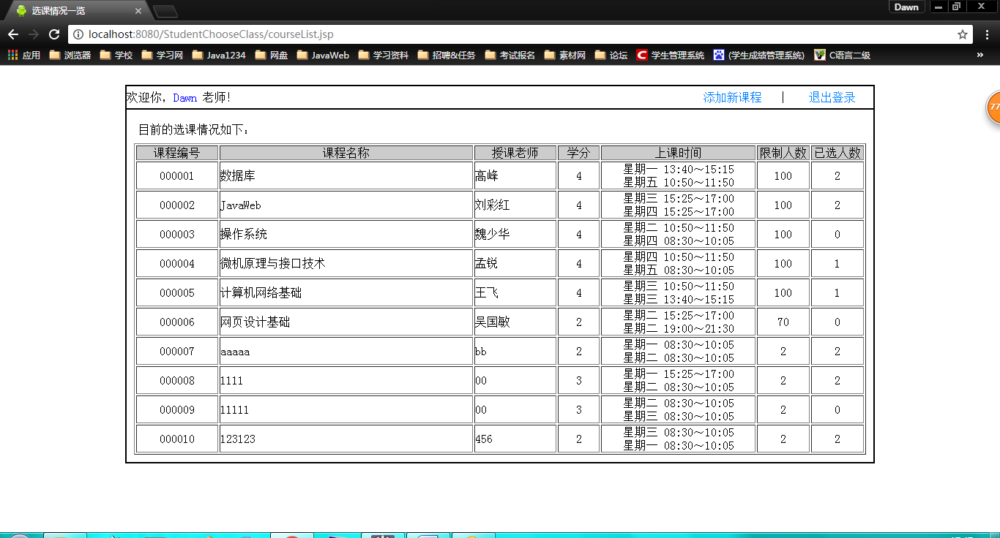 选课情况一览
Dawn
localhost:8080/StudentChooseClass/courseList.jsp
应用 浏览器 学校 学习网 Java1234 网盘 JavaWeb 学习资料 招聘&任务 考试报名 素材网 论坛 学生管理系统 (学生成绩管理系统) C语言二级 »
欢迎你，Dawn 老师！ 添加新课程 | 退出登录
77
目前的选课情况如下：
课程编号 课程名称 授课老师 学分 上课时间 限制人数 已选人数
000001 数据库 高峰 4 星期一 13:40～15:15 100 2
星期五 10:50～11:50
000002 JavaWeb 刘彩红 4 星期三 15:25～17:00 100 2
星期四 15:25～17:00
000003 操作系统 魏少华 4 星期二 10:50～11:50 100 0
星期四 08:30～10:05
000004 微机原理与接口技术 孟锐 4 星期四 10:50～11:50 100 1
星期五 08:30～10:05
000005 计算机网络基础 王飞 4 星期三 10:50～11:50 100 1
星期三 13:40～15:15
000006 网页设计基础 吴国敏 2 星期二 15:25～17:00 70 0
星期二 19:00～21:30
000007 aaaaa bb 2 星期一 08:30～10:05 2 2
星期二 08:30～10:05
000008 1111 00 3 星期一 15:25～17:00 2 2
星期二 08:30～10:05
000009 11111 00 3 星期二 08:30～10:05 2 0
星期三 08:30～10:05
000010 123123 456 2 星期三 08:30～10:05 2 2
星期一 08:30～10:05